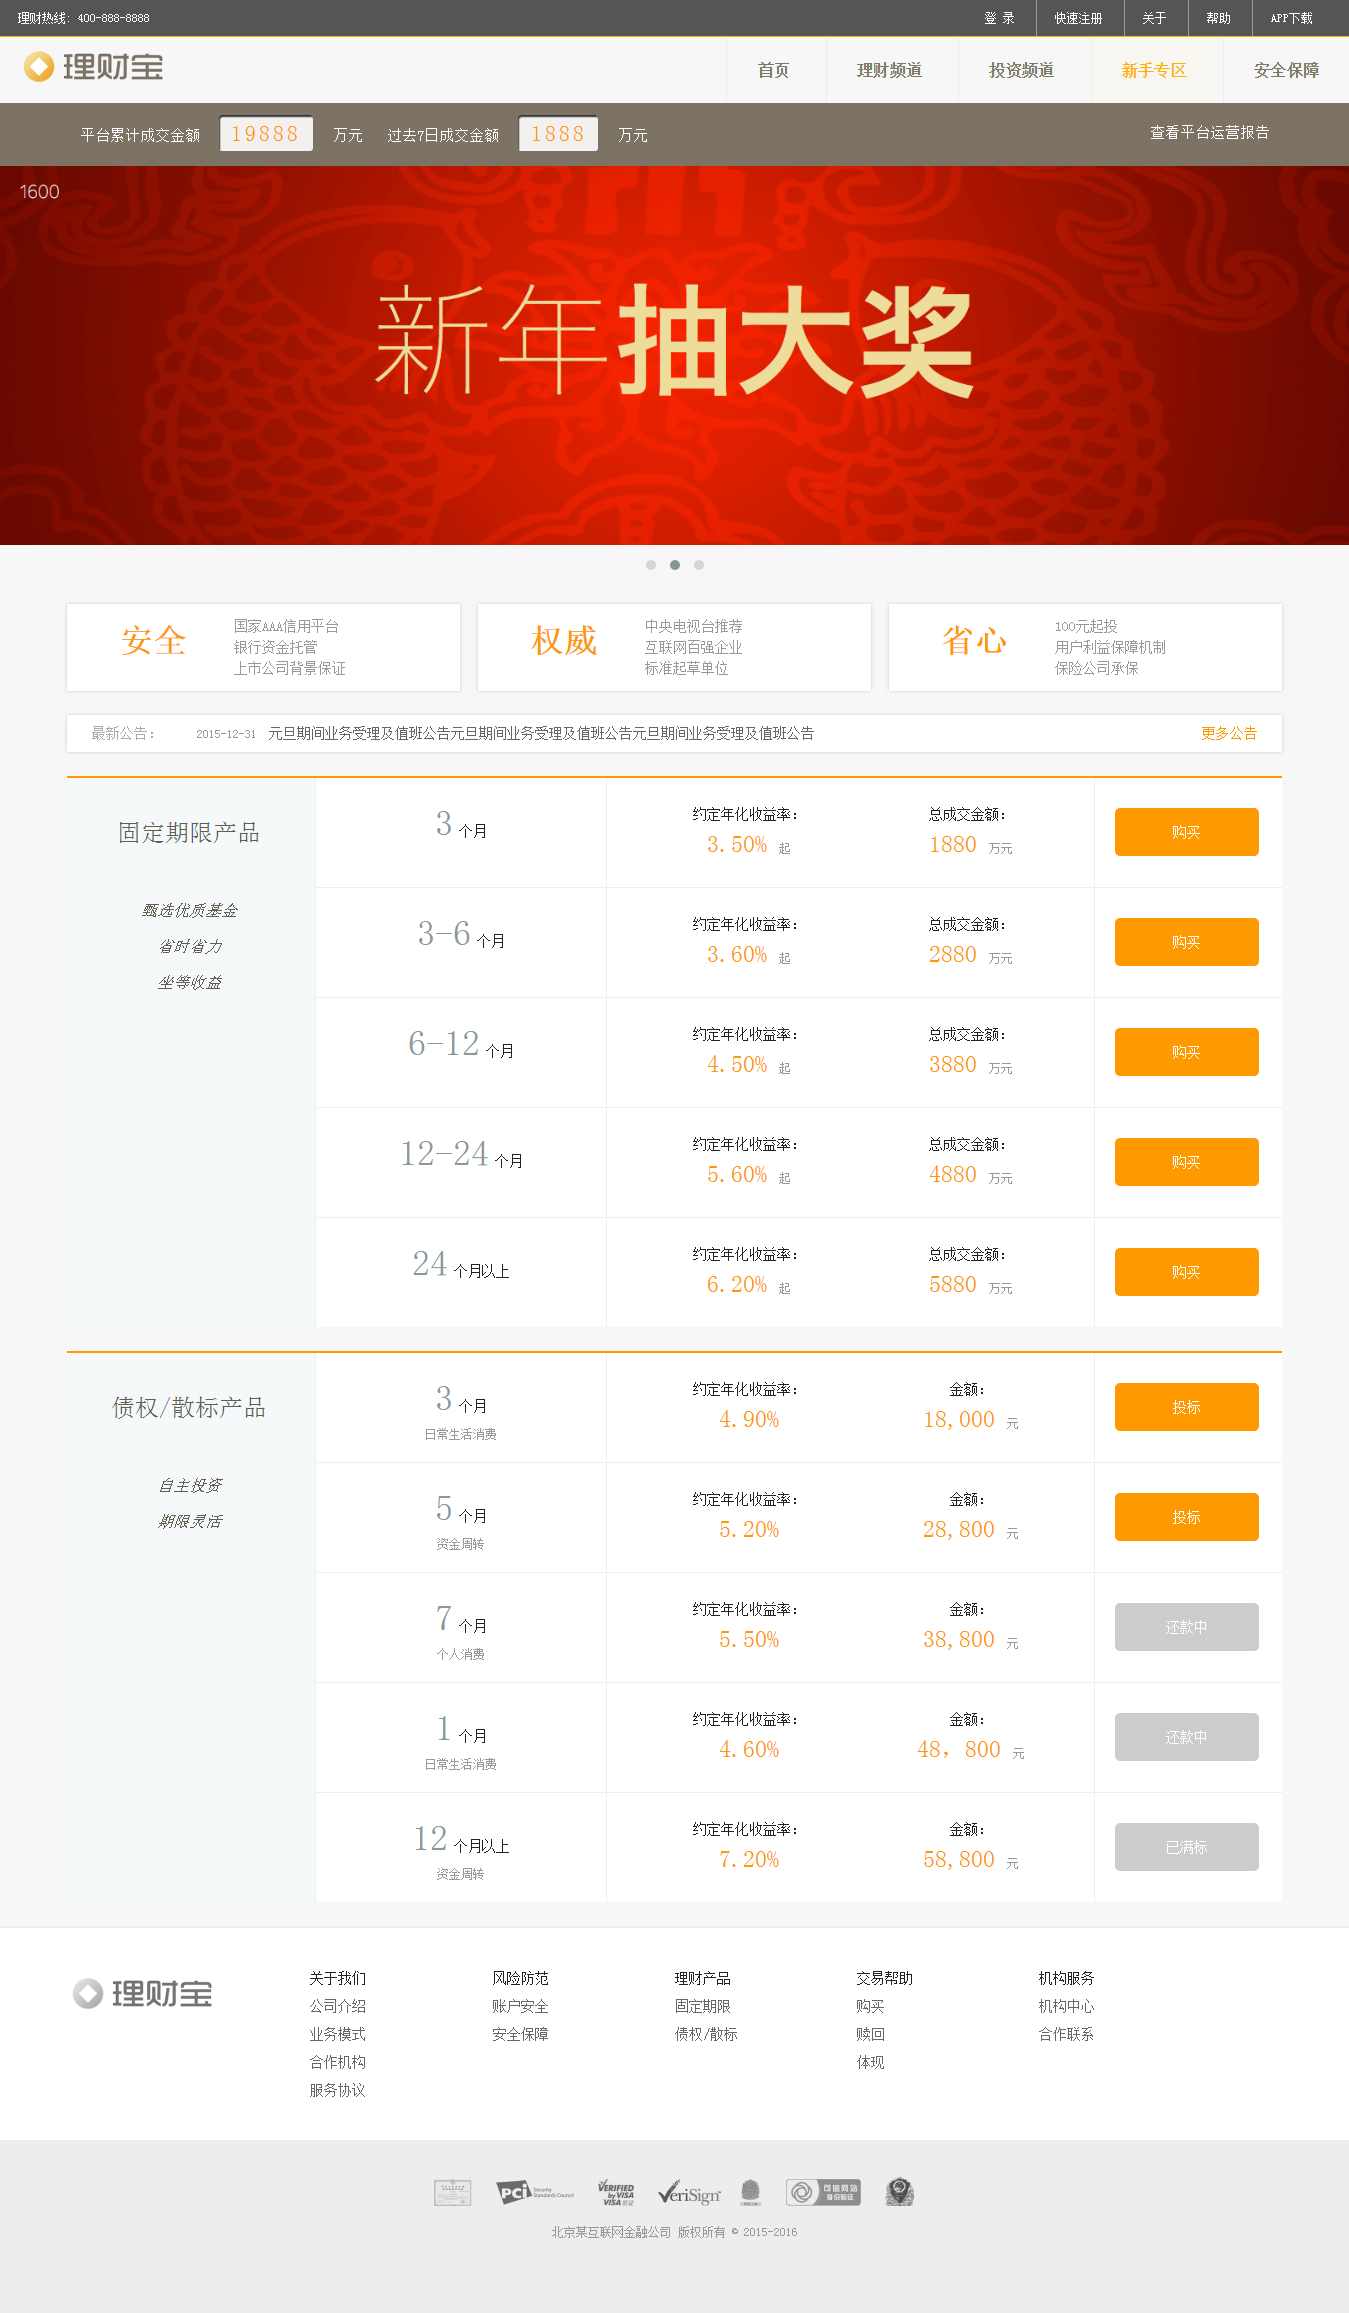 理财热线: 400-888-8888
登 录 快速注册 关于 帮助 APP下载
理财宝
首页 理财频道 投资频道 新手专区 安全保障
平台累计成交金额 19888 万元 过去7日成交金额 1888 万元 查看平台运营报告
1600
新年抽大奖
安全
国家AAA信用平台
银行资金托管
上市公司背景保证
权威
中央电视台推荐
互联网百强企业
标准起草单位
省心
100元起投
用户利益保障机制
保险公司承保
最新公告: 2015-12-31 元旦期间业务受理及值班公告元旦期间业务受理及值班公告元旦期间业务受理及值班公告 更多公告
固定期限产品
甄选优质基金
省时省力
坐等收益
3 个月
约定年化收益率:
3.50% 起
总成交金额:
1880 万元
购买
3-6 个月
约定年化收益率:
3.60% 起
总成交金额:
2880 万元
购买
6-12 个月
约定年化收益率:
4.50% 起
总成交金额:
3880 万元
购买
12-24 个月
约定年化收益率:
5.60% 起
总成交金额:
4880 万元
购买
24 个月以上
约定年化收益率:
6.20% 起
总成交金额:
5880 万元
购买
债权/散标产品
自主投资
期限灵活
3 个月
日常生活消费
约定年化收益率:
4.90%
金额:
18,000 元
投标
5 个月
资金周转
约定年化收益率:
5.20%
金额:
28,800 元
投标
7 个月
个人消费
约定年化收益率:
5.50%
金额:
38,800 元
还款中
1 个月
日常生活消费
约定年化收益率:
4.60%
金额:
48，800 元
还款中
12 个月以上
资金周转
约定年化收益率:
7.20%
金额:
58,800 元
已满标
理财宝
关于我们
公司介绍
业务模式
合作机构
服务协议
风险防范
账户安全
安全保障
理财产品
固定期限
债权/散标
交易帮助
购买
赎回
体现
机构服务
机构中心
合作联系
PCI Security Standards Council
VERIFIED by VISA
VISA验证
VeriSign
可信网站
身份验证
北京某互联网金融公司 版权所有 © 2015-2016